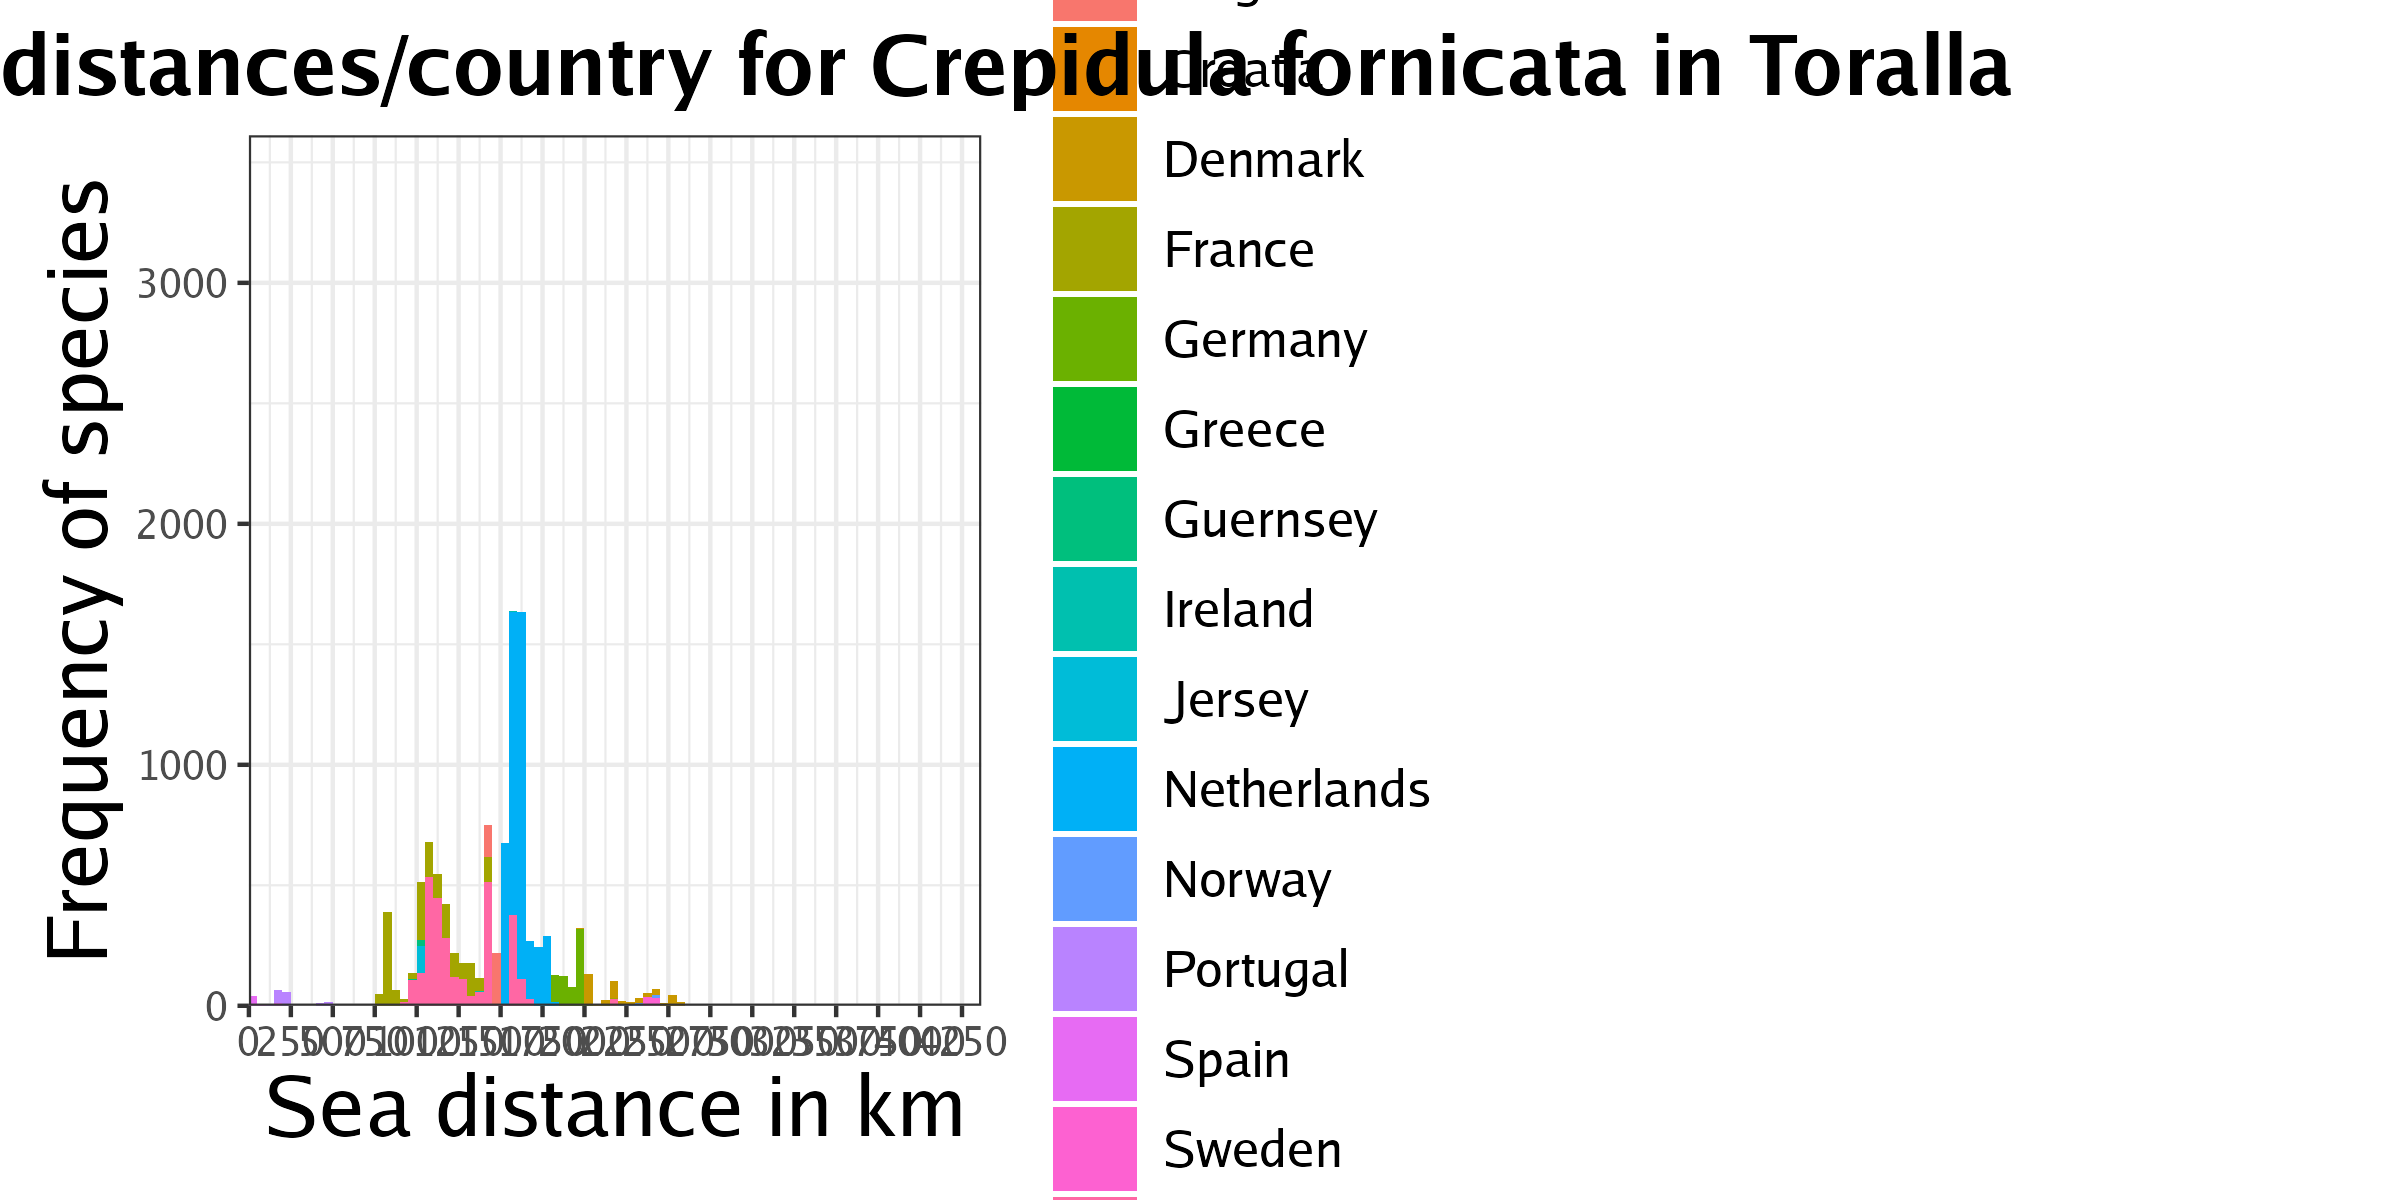 distances/country for Crepidula fornicata in Toralla
Croatia
Denmark
France
Germany
Greece
Guernsey
Ireland
Jersey
Netherlands
Norway
Portugal
Spain
Sweden
Frequency of species
3000
2000
1000
0
0
Sea distance in km